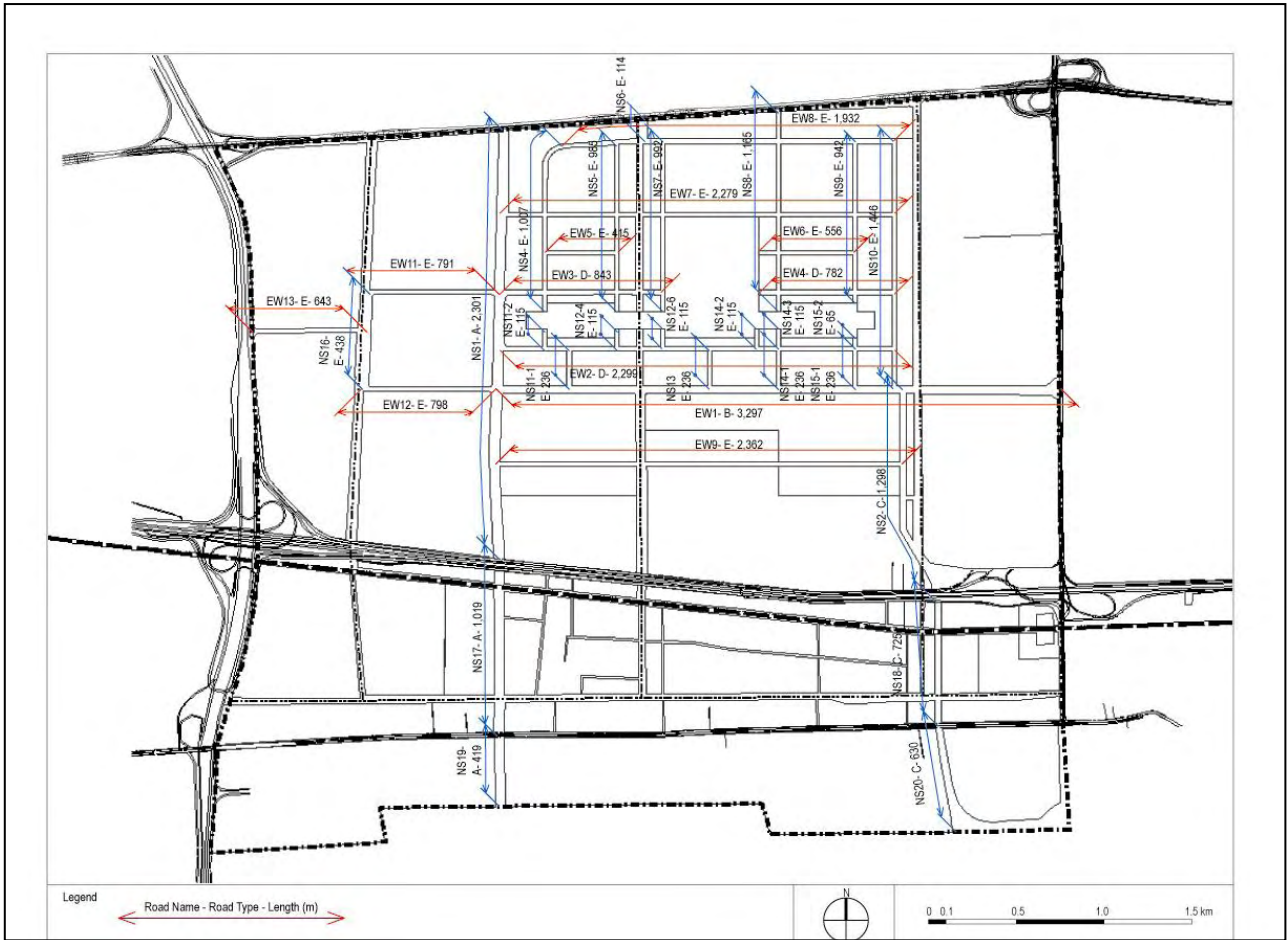 NS6- E- 114
EW8- E- 1,932
NS5- E- 985
NS7- E- 992
NS8- E- 1,165
NS9- E- 942
EW7- E- 2,279
NS4- E- 1,007
NS10- E- 1,446
EW5- E- 415
EW6- E- 556
EW11- E- 791
EW3- D- 843
EW4- D- 782
EW13- E- 643
NS1- A- 2,301
NS11-2
E- 115
NS12-4
E- 115
NS12-6
E- 115
NS14-2
E- 115
NS14-3
E- 115
NS15-2
E- 65
NS16-
E- 438
EW2- D- 2,299
NS11-1
E- 236
NS13
E- 236
NS14-1
E- 236
NS15-1
E- 236
EW12- E- 798
EW1- B- 3,297
EW9- E- 2,362
NS2- C- 1,298
NS17- A- 1,019
NS18- C- 725
NS19-
A- 419
NS20- C- 630
Legend
Road Name - Road Type - Length (m)
N
0 0.1 0.5 1.0 1.5 km